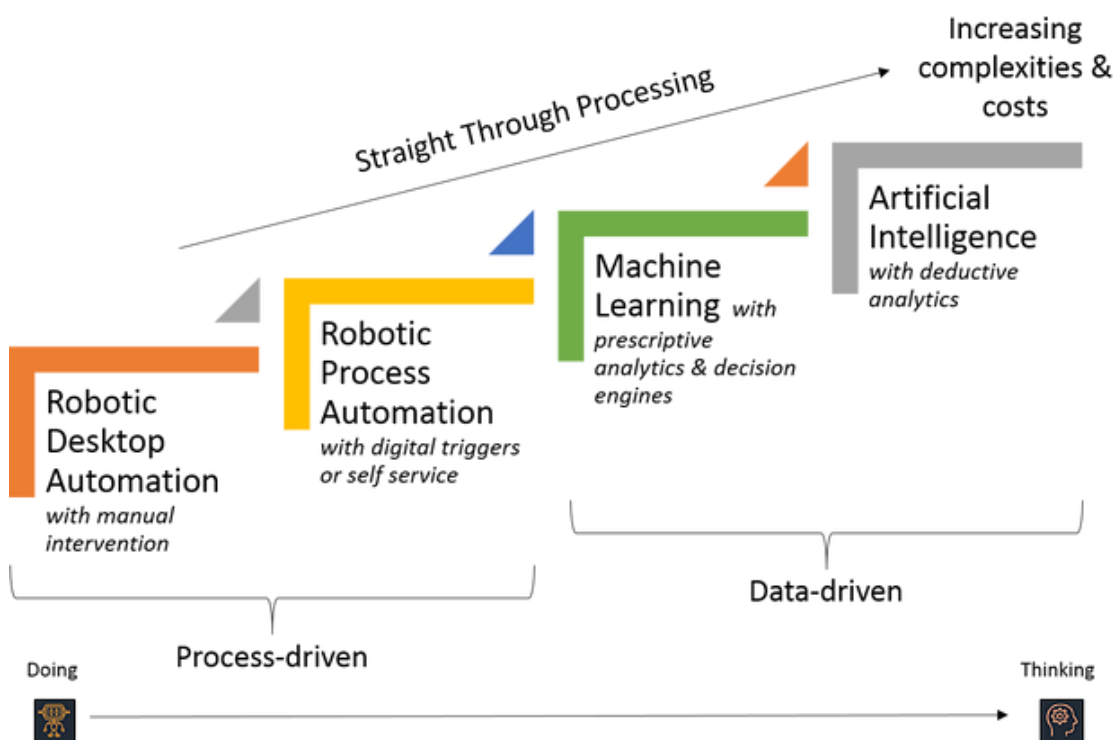 Increasing
complexities &
costs
Straight Through Processing
Artificial
Intelligence
with deductive
analytics
Machine
Learning with
prescriptive
analytics & decision
engines
Robotic
Process
Automation
with digital triggers
or self service
Robotic
Desktop
Automation
with manual
intervention
Data-driven
Process-driven
Doing
Thinking